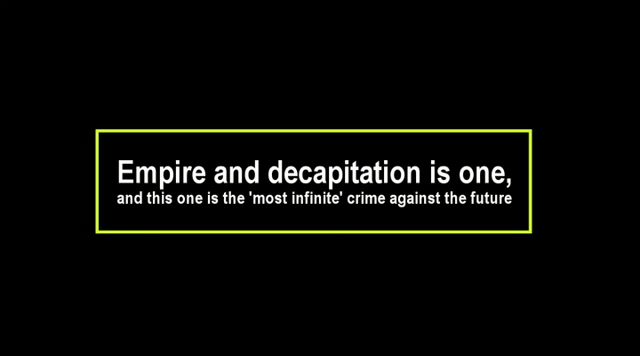 Empire and decapitation is one,
and this one is the 'most infinite' crime against the future